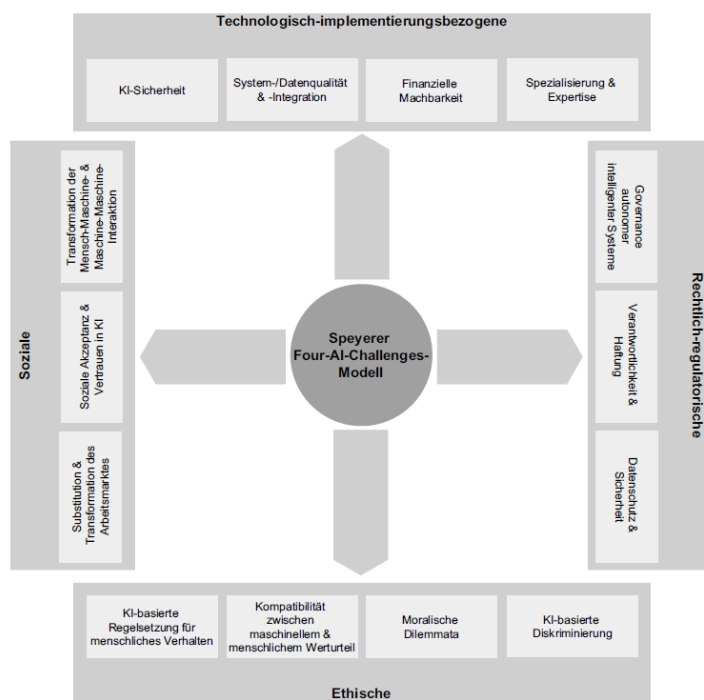 Technologisch-implementierungsbezogene
KI-Sicherheit
System-/Datenqualität
& -Integration
Finanzielle
Machbarkeit
Spezialisierung &
Expertise
Soziale
Transformation der
Mensch-Maschine- &
Maschine-Maschine-
Interaktion
Soziale Akzeptanz &
Vertrauen in KI
Substitution &
Transformation des
Arbeitsmarktes
Speyerer
Four-AI-Challenges-
Modell
Governance
autonomer
intelligenter Systeme
Verantwortlichkeit &
Haftung
Datenschutz &
Sicherheit
Rechtlich-regulatorische
KI-basierte
Regelsetzung für
menschliches Verhalten
Kompatibilität
zwischen
maschinellem &
menschlichem Werturteil
Moralische
Dilemmata
KI-basierte
Diskriminierung
Ethische